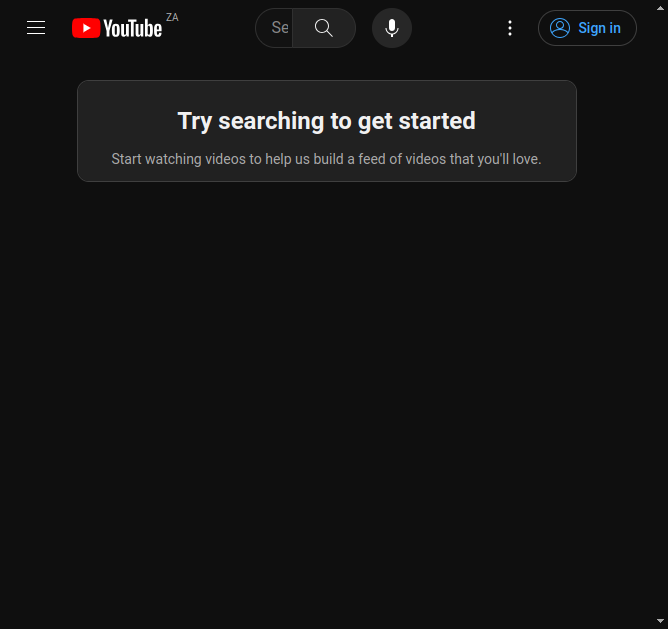 YouTube ZA
Se
Sign in
Try searching to get started
Start watching videos to help us build a feed of videos that you'll love.